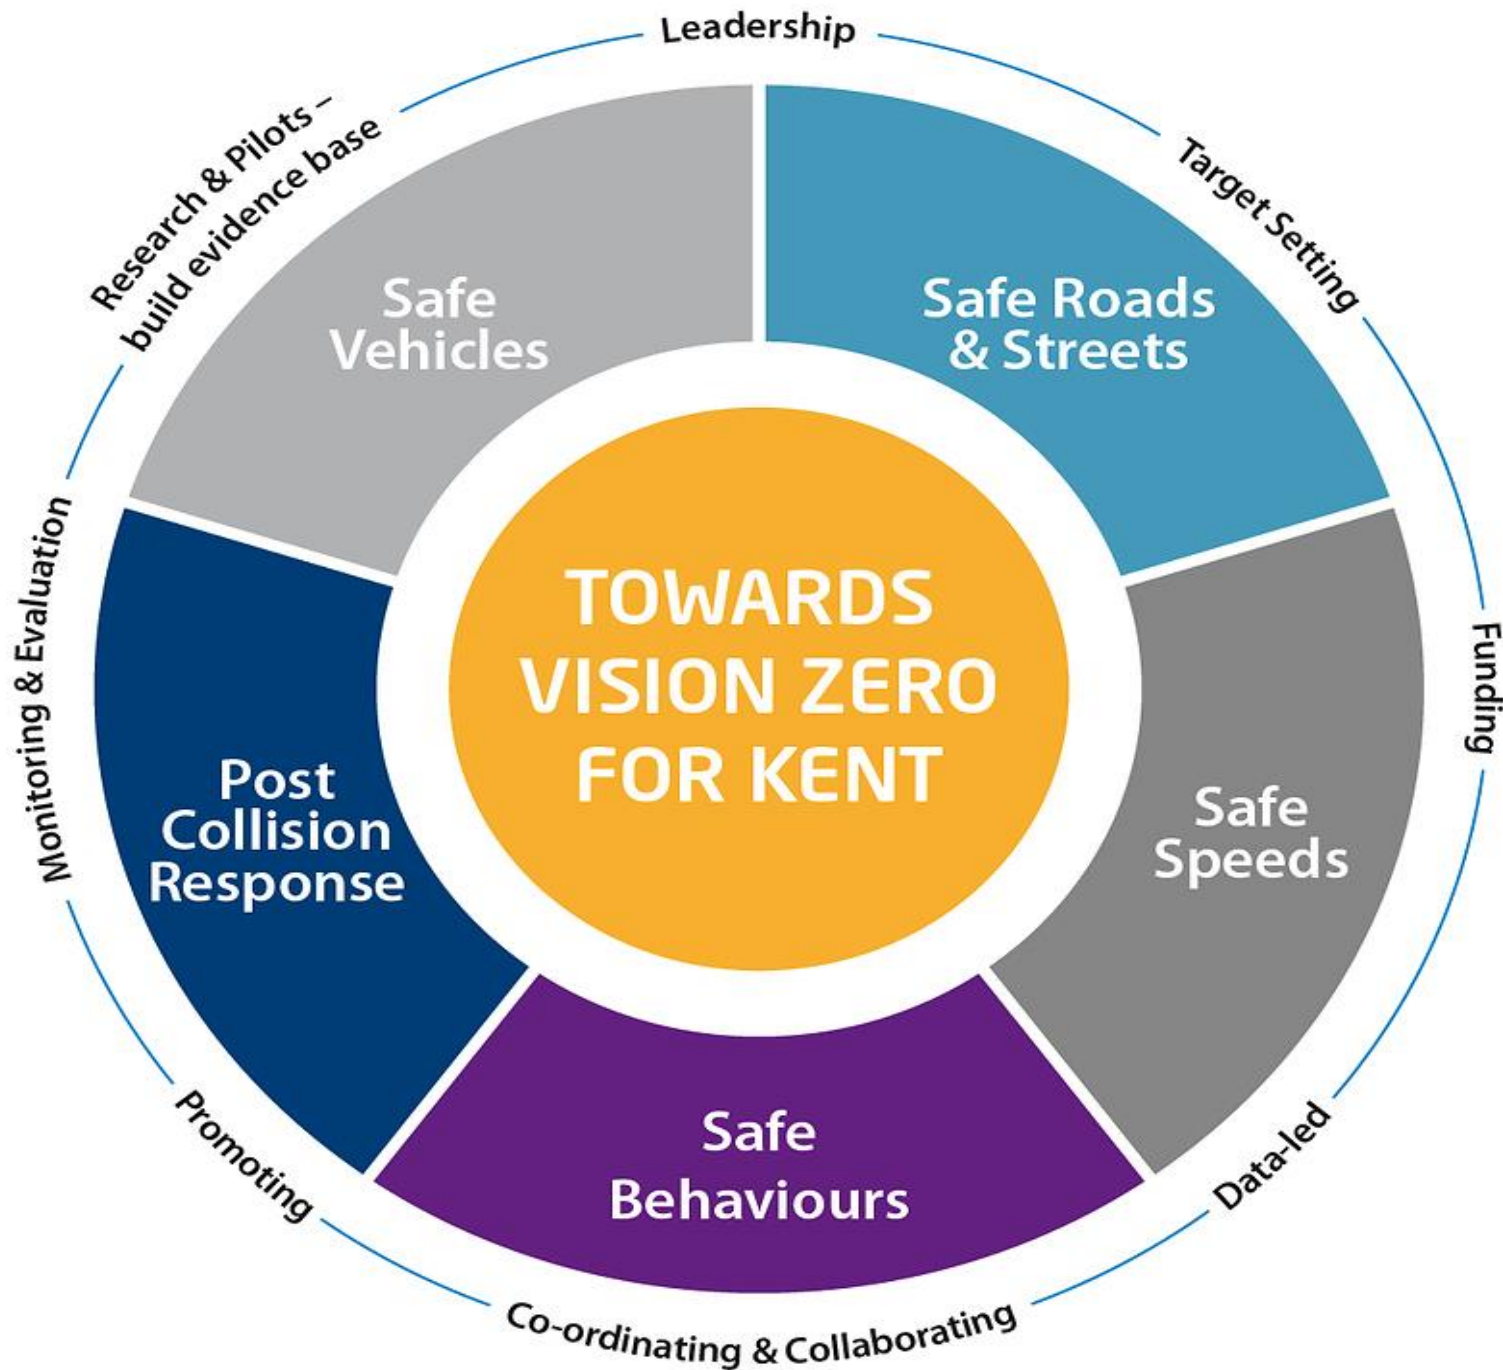 Leadership
Target Setting
Funding
Data-led
Co-ordinating & Collaborating
Promoting
Monitoring & Evaluation
Research & Pilots –
build evidence base
Safe Roads
& Streets
Safe
Speeds
Safe
Behaviours
Post
Collision
Response
Safe
Vehicles
TOWARDS
VISION ZERO
FOR KENT